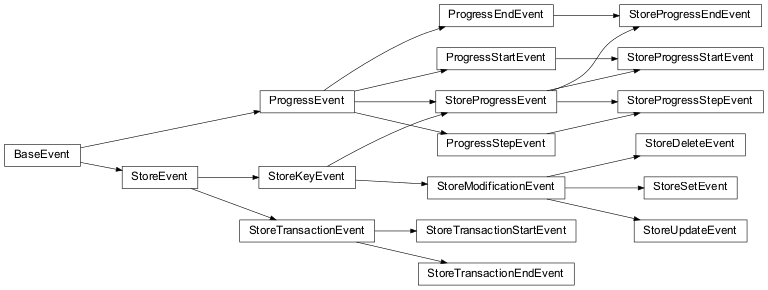 ProgressEndEvent
StoreProgressEndEvent
ProgressStartEvent
StoreProgressStartEvent
ProgressEvent
StoreProgressEvent
StoreProgressStepEvent
ProgressStepEvent
StoreDeleteEvent
BaseEvent
StoreEvent
StoreKeyEvent
StoreModificationEvent
StoreSetEvent
StoreTransactionEvent
StoreTransactionStartEvent
StoreUpdateEvent
StoreTransactionEndEvent